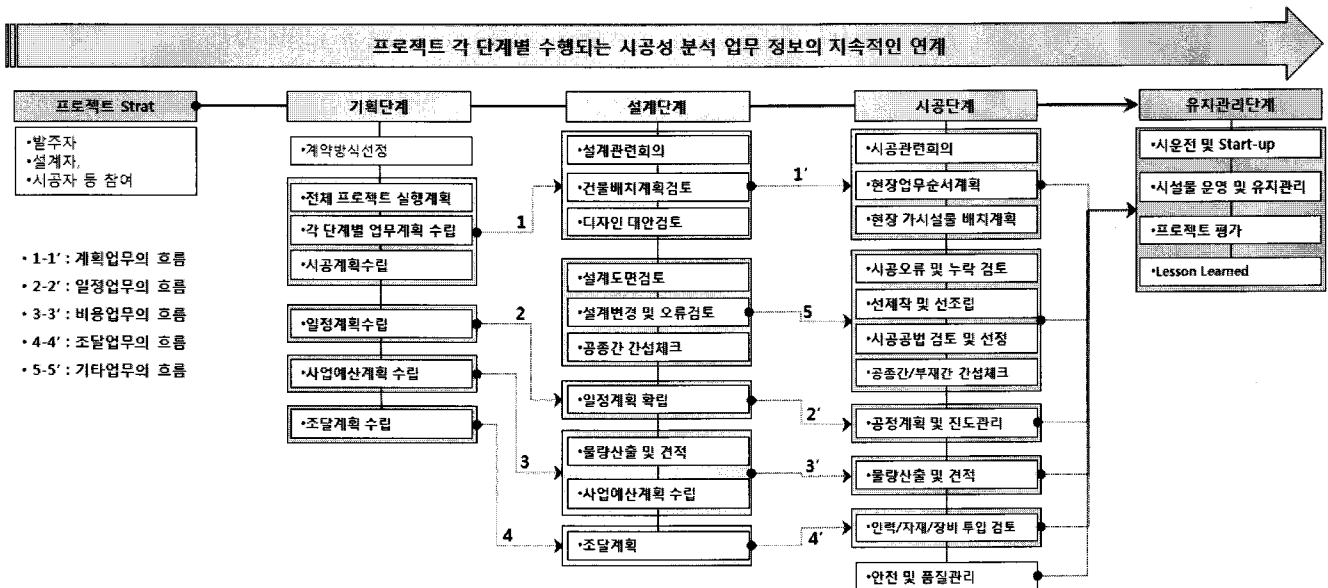 프로젝트 각 단계별 수행되는 시공성 분석 업무 정보의 지속적인 연계
프로젝트 Strat
•발주자
•설계자,
•시공자 등 참여
• 1-1′ : 계획업무의 흐름
• 2-2′ : 일정업무의 흐름
• 3-3′ : 비용업무의 흐름
• 4-4′ : 조달업무의 흐름
• 5-5′ : 기타업무의 흐름
기획단계
•계약방식선정
•전체 프로젝트 실행계획
•각 단계별 업무계획 수립
•시공계획수립
•일정계획수립
•사업예산계획 수립
•조달계획 수립
1
2
3
4
설계단계
•설계관련회의
•건물배치계획검토
•디자인 대안검토
•설계도면검토
•설계변경 및 오류검토
•공종간 간섭체크
•일정계획 확립
•물량산출 및 견적
•사업예산계획 수립
•조달계획
1′
5
2′
3′
4′
시공단계
•시공관련회의
•현장업무순서계획
•현장 가시설물 배치계획
•시공오류 및 누락 검토
•선제작 및 선조립
•시공공법 검토 및 선정
•공종간/부재간 간섭체크
•공정계획 및 진도관리
•물량산출 및 견적
•인력/자재/장비 투입 검토
•안전 및 품질관리
유지관리단계
•시운전 및 Start-up
•시설물 운영 및 유지관리
•프로젝트 평가
•Lesson Learned